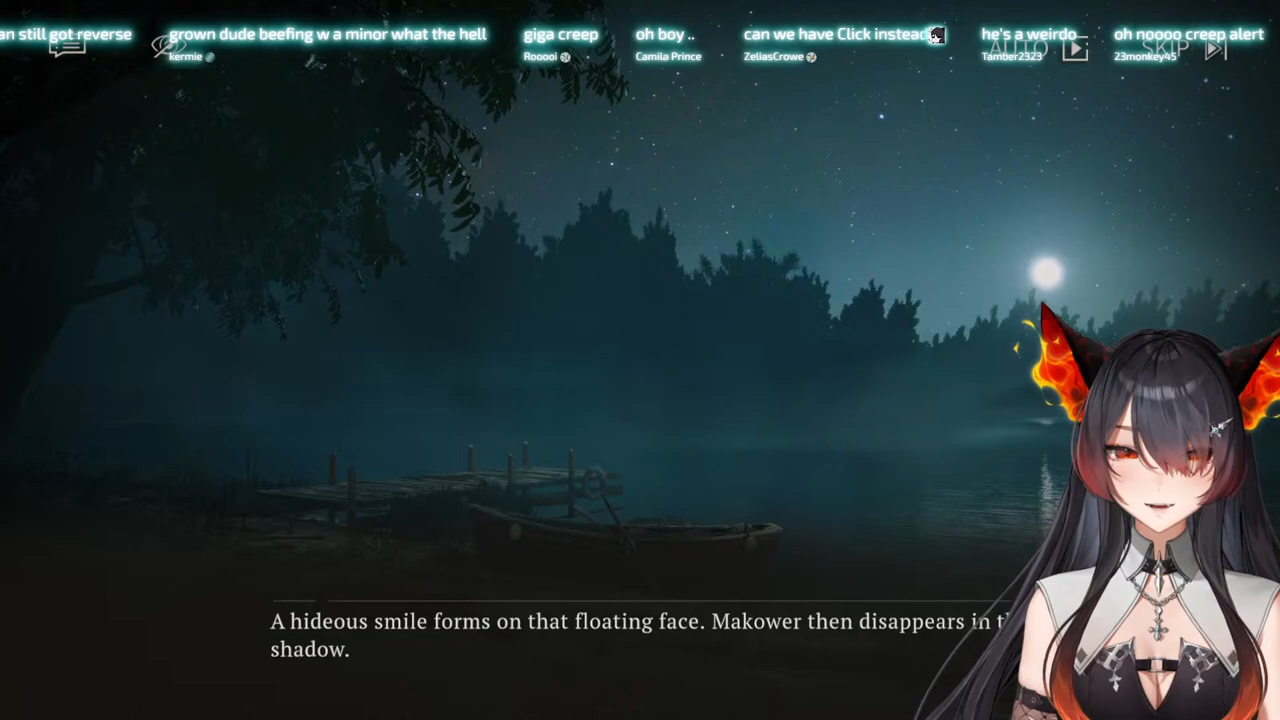 an still got reverse
grown dude beefing w a minor what the hell
kermie
giga creep
Rooooi
oh boy ..
Camila Prince
can we have Click instead
ZeliasCrowe
he's a weirdo
Tamber2323
oh noooo creep alert
23monkey45
AUTO
SKIP
A hideous smile forms on that floating face. Makower then disappears in
shadow.